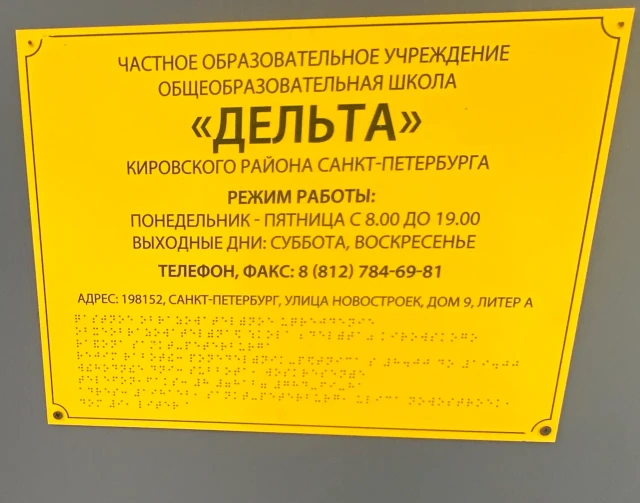 ЧАСТНОЕ ОБРАЗОВАТЕЛЬНОЕ УЧРЕЖДЕНИЕ
ОБЩЕОБРАЗОВАТЕЛЬНАЯ ШКОЛА
«ДЕЛЬТА»
КИРОВСКОГО РАЙОНА САНКТ-ПЕТЕРБУРГА
РЕЖИМ РАБОТЫ:
ПОНЕДЕЛЬНИК - ПЯТНИЦА С 8.00 ДО 19.00
ВЫХОДНЫЕ ДНИ: СУББОТА, ВОСКРЕСЕНЬЕ
ТЕЛЕФОН, ФАКС: 8 (812) 784-69-81
АДРЕС: 198152, САНКТ-ПЕТЕРБУРГ, УЛИЦА НОВОСТРОЕК, ДОМ 9, ЛИТЕР А